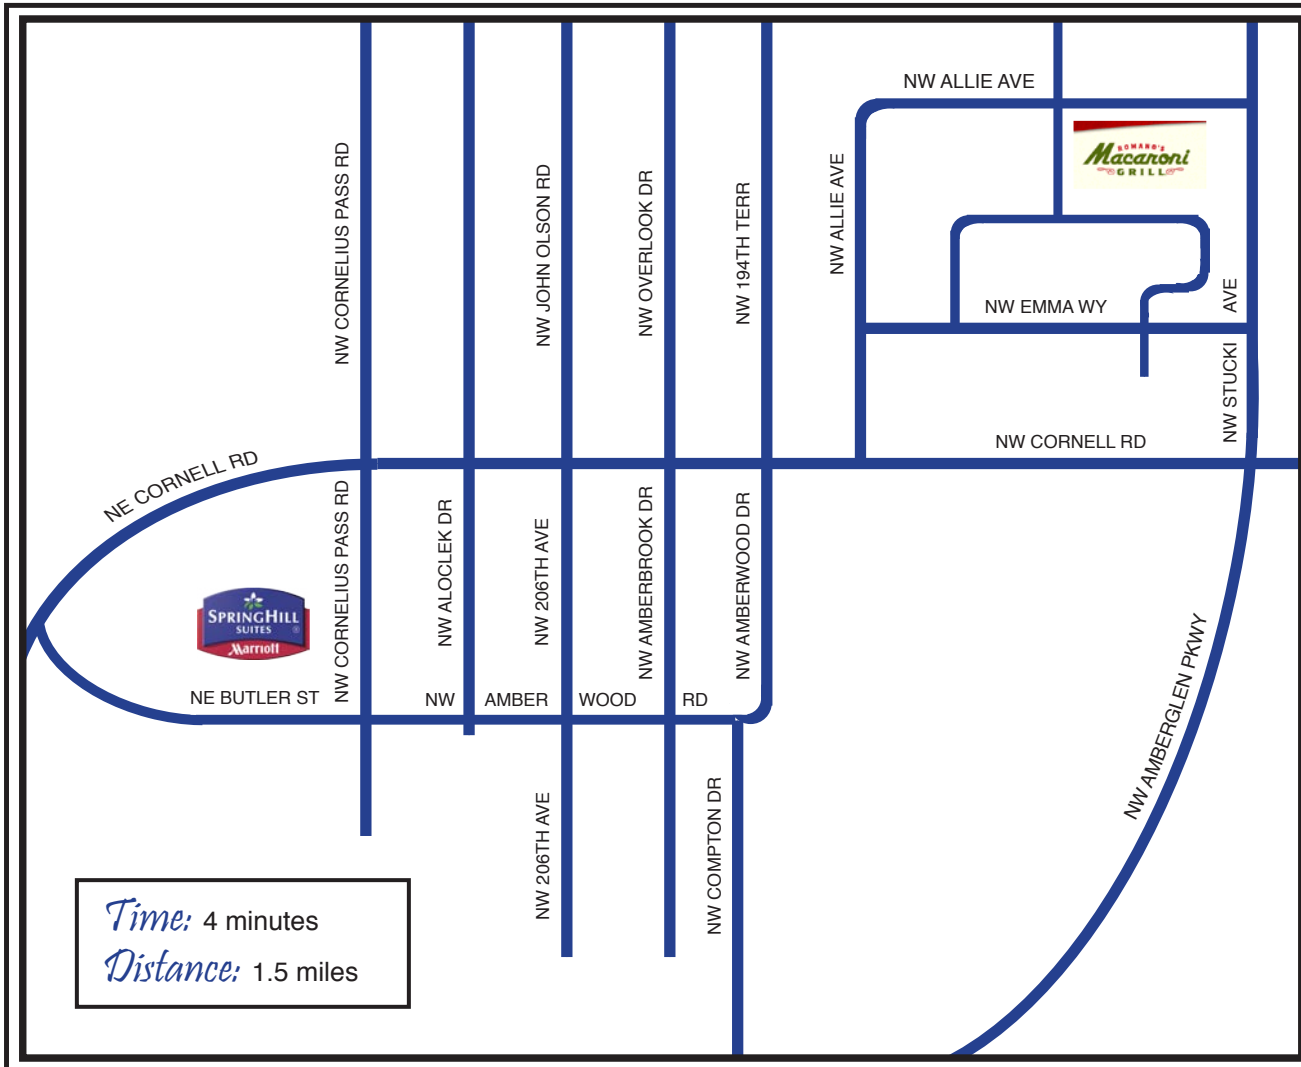 NW ALLIE AVE
ROMANO'S
Macaroni
GRILL
NW CORNELIUS PASS RD
NW JOHN OLSON RD
NW OVERLOOK DR
NW 194TH TERR
NW ALLIE AVE
NW EMMA WY
NW STUCKI AVE
NW CORNELL RD
NE CORNELL RD
NW CORNELIUS PASS RD
NW ALOCLEK DR
NW 206TH AVE
NW AMBERBROOK DR
NW AMBERWOOD DR
SPRINGHILL
SUITES
Marriott
NE BUTLER ST
NW AMBER WOOD RD
NW AMBERGLEN PKWY
NW 206TH AVE
NW COMPTON DR
Time: 4 minutes
Distance: 1.5 miles